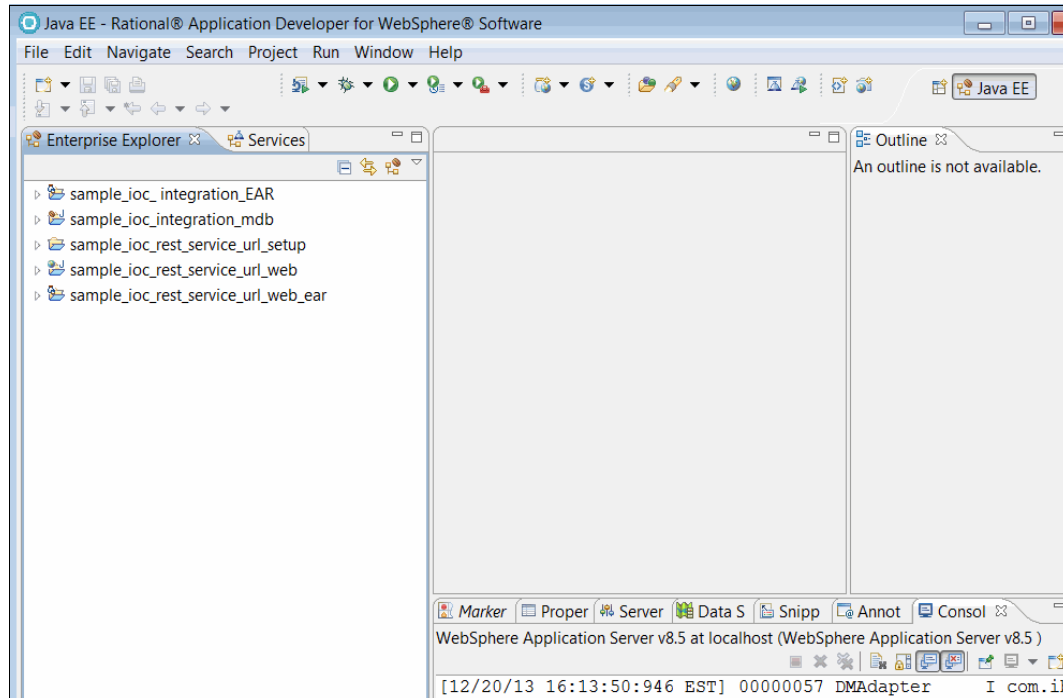 Java EE - Rational® Application Developer for WebSphere® Software
File Edit Navigate Search Project Run Window Help
Java EE
Enterprise Explorer Services
Outline
An outline is not available.
sample_ioc_ integration_EAR
sample_ioc_integration_mdb
sample_ioc_rest_service_url_setup
sample_ioc_rest_service_url_web
sample_ioc_rest_service_url_web_ear
Marker Proper Server Data S Snipp Annot Consol
WebSphere Application Server v8.5 at localhost (WebSphere Application Server v8.5 )
[12/20/13 16:13:50:946 EST] 00000057 DMAdapter I com.i